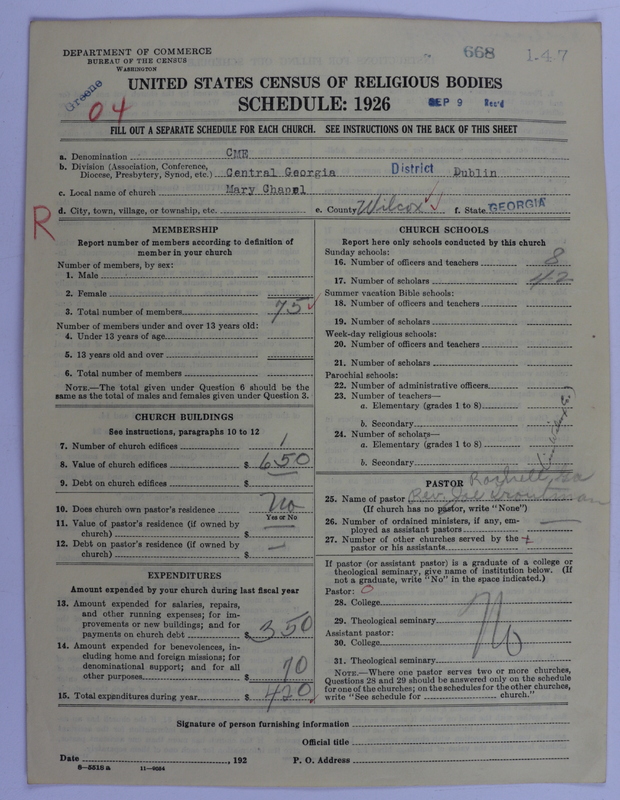 DEPARTMENT OF COMMERCE
BUREAU OF THE CENSUS
WASHINGTON
668 1-47
Greene
04
UNITED STATES CENSUS OF RELIGIOUS BODIES
SCHEDULE: 1926
SEP 9 Rec'd
FILL OUT A SEPARATE SCHEDULE FOR EACH CHURCH. SEE INSTRUCTIONS ON THE BACK OF THIS SHEET
a. Denomination CME
b. Division (Association, Conference, Diocese, Presbytery, Synod, etc.) Central Georgia District Dublin
c. Local name of church Mary Chapel
d. City, town, village, or township, etc. e. County Wilcox f. State GEORGIA
R
MEMBERSHIP
Report number of members according to definition of
member in your church
Number of members, by sex:
1. Male
2. Female
3. Total number of members 75
Number of members under and over 13 years old:
4. Under 13 years of age
5. 13 years old and over
6. Total number of members
NOTE.—The total given under Question 6 should be the
same as the total of males and females given under Question 3.
CHURCH BUILDINGS
See instructions, paragraphs 10 to 12
7. Number of church edifices 1
8. Value of church edifices $ 650
9. Debt on church edifices $
10. Does church own pastor's residence No
Yes or No
11. Value of pastor's residence (if owned by
church) $
12. Debt on pastor's residence (if owned by
church) $ —
EXPENDITURES
Amount expended by your church during last fiscal year
13. Amount expended for salaries, repairs,
and other running expenses; for im-
provements or new buildings; and for
payments on church debt $ 350
14. Amount expended for benevolences, in-
cluding home and foreign missions; for
denominational support; and for all
other purposes $ 70
15. Total expenditures during year $ 420
CHURCH SCHOOLS
Report here only schools conducted by this church
Sunday schools:
16. Number of officers and teachers 8
17. Number of scholars 42
Summer vacation Bible schools:
18. Number of officers and teachers
19. Number of scholars
Week-day religious schools:
20. Number of officers and teachers
21. Number of scholars
Parochial schools:
22. Number of administrative officers
23. Number of teachers—
a. Elementary (grades 1 to 8)
b. Secondary
24. Number of scholars—
a. Elementary (grades 1 to 8)
b. Secondary
PASTOR
25. Name of pastor Rev. Joe Troutman
(If church has no pastor, write "None")
26. Number of ordained ministers, if any, em-
ployed as assistant pastors —
27. Number of other churches served by the
pastor or his assistants
If pastor (or assistant pastor) is a graduate of a college or
theological seminary, give name of institution below. (If
not a graduate, write "No" in the space indicated.)
Pastor: 0
28. College
29. Theological seminary No
Assistant pastor:
30. College
31. Theological seminary
NOTE.—Where one pastor serves two or more churches,
Questions 28 and 29 should be answered only on the schedule
for one of the churches; on the schedules for the other churches,
write "See schedule for church."
Signature of person furnishing information
Official title
Date , 192 P. O. Address
8—5518a 11—9034